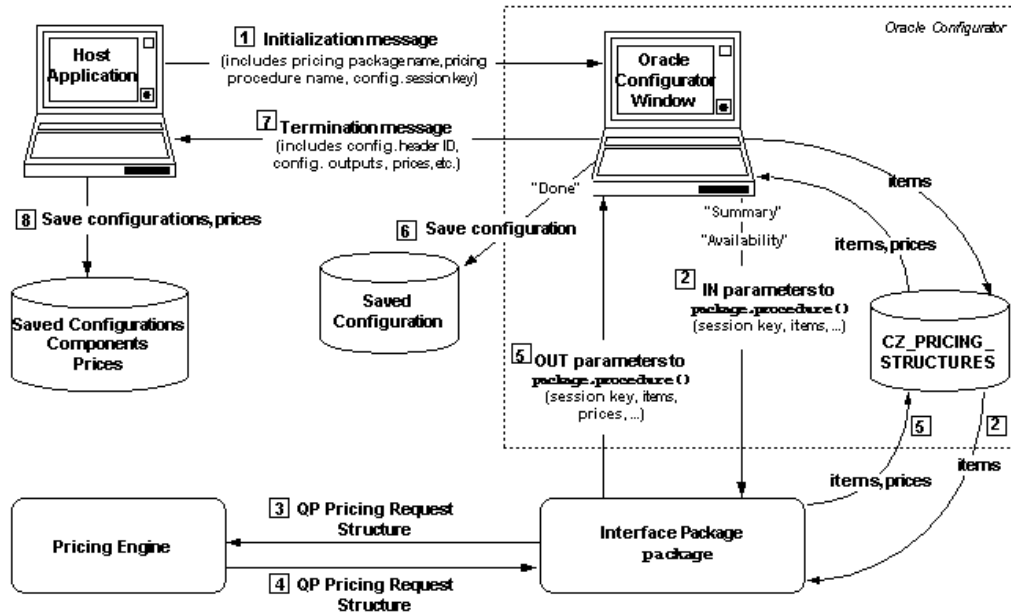 Oracle Configurator
1 Initialization message
(includes pricing package name, pricing
procedure name, config. session key)
Host
Application
Oracle
Configurator
Window
7 Termination message
(includes config. header ID,
config. outputs, prices, etc.)
"Done"
items
"Summary"
"Availability"
items, prices
8 Save configurations, prices
6 Save configuration
Saved Configurations
Components
Prices
Saved
Configuration
2 IN parameters to
package.procedure()
(session key, items, ...)
CZ_PRICING_
STRUCTURES
5 OUT parameters to
package.procedure()
(session key, items,
prices, ...)
5
2
items
items, prices
3 QP Pricing Request
Structure
Pricing Engine
Interface Package
package
4 QP Pricing Request
Structure